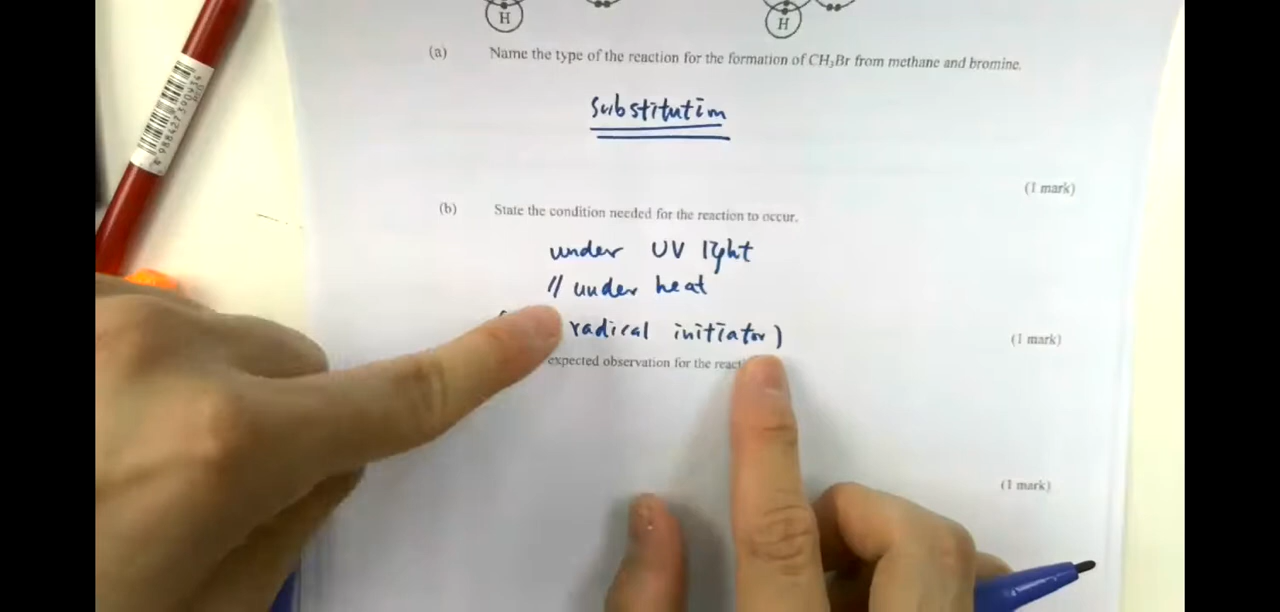 H H
(a) Name the type of the reaction for the formation of CH₃Br from methane and bromine.
Substitution
(1 mark)
(b) State the condition needed for the reaction to occur.
under UV light
// under heat
radical initiator)
(1 mark)
expected observation for the
(1 mark)